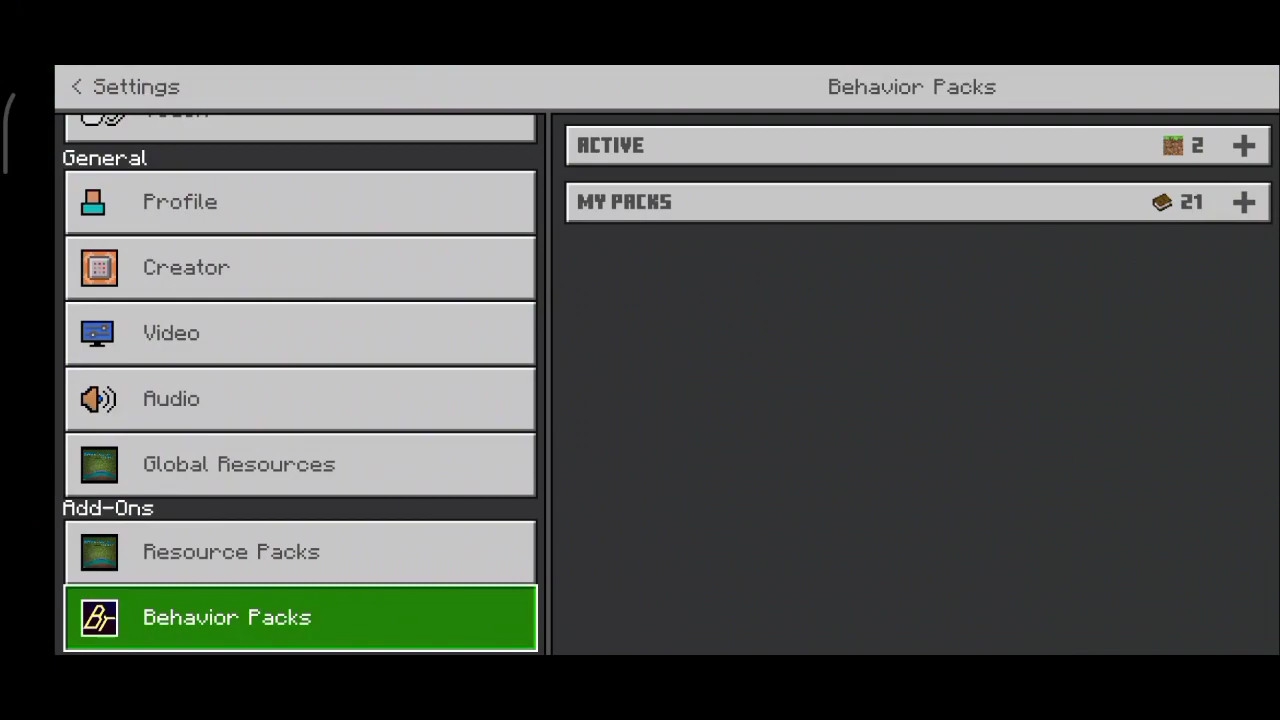 Settings
Behavior Packs
General
Profile
Creator
Video
Audio
Global Resources
Add-Ons
Resource Packs
Behavior Packs
ACTIVE 2
MY PACKS 21